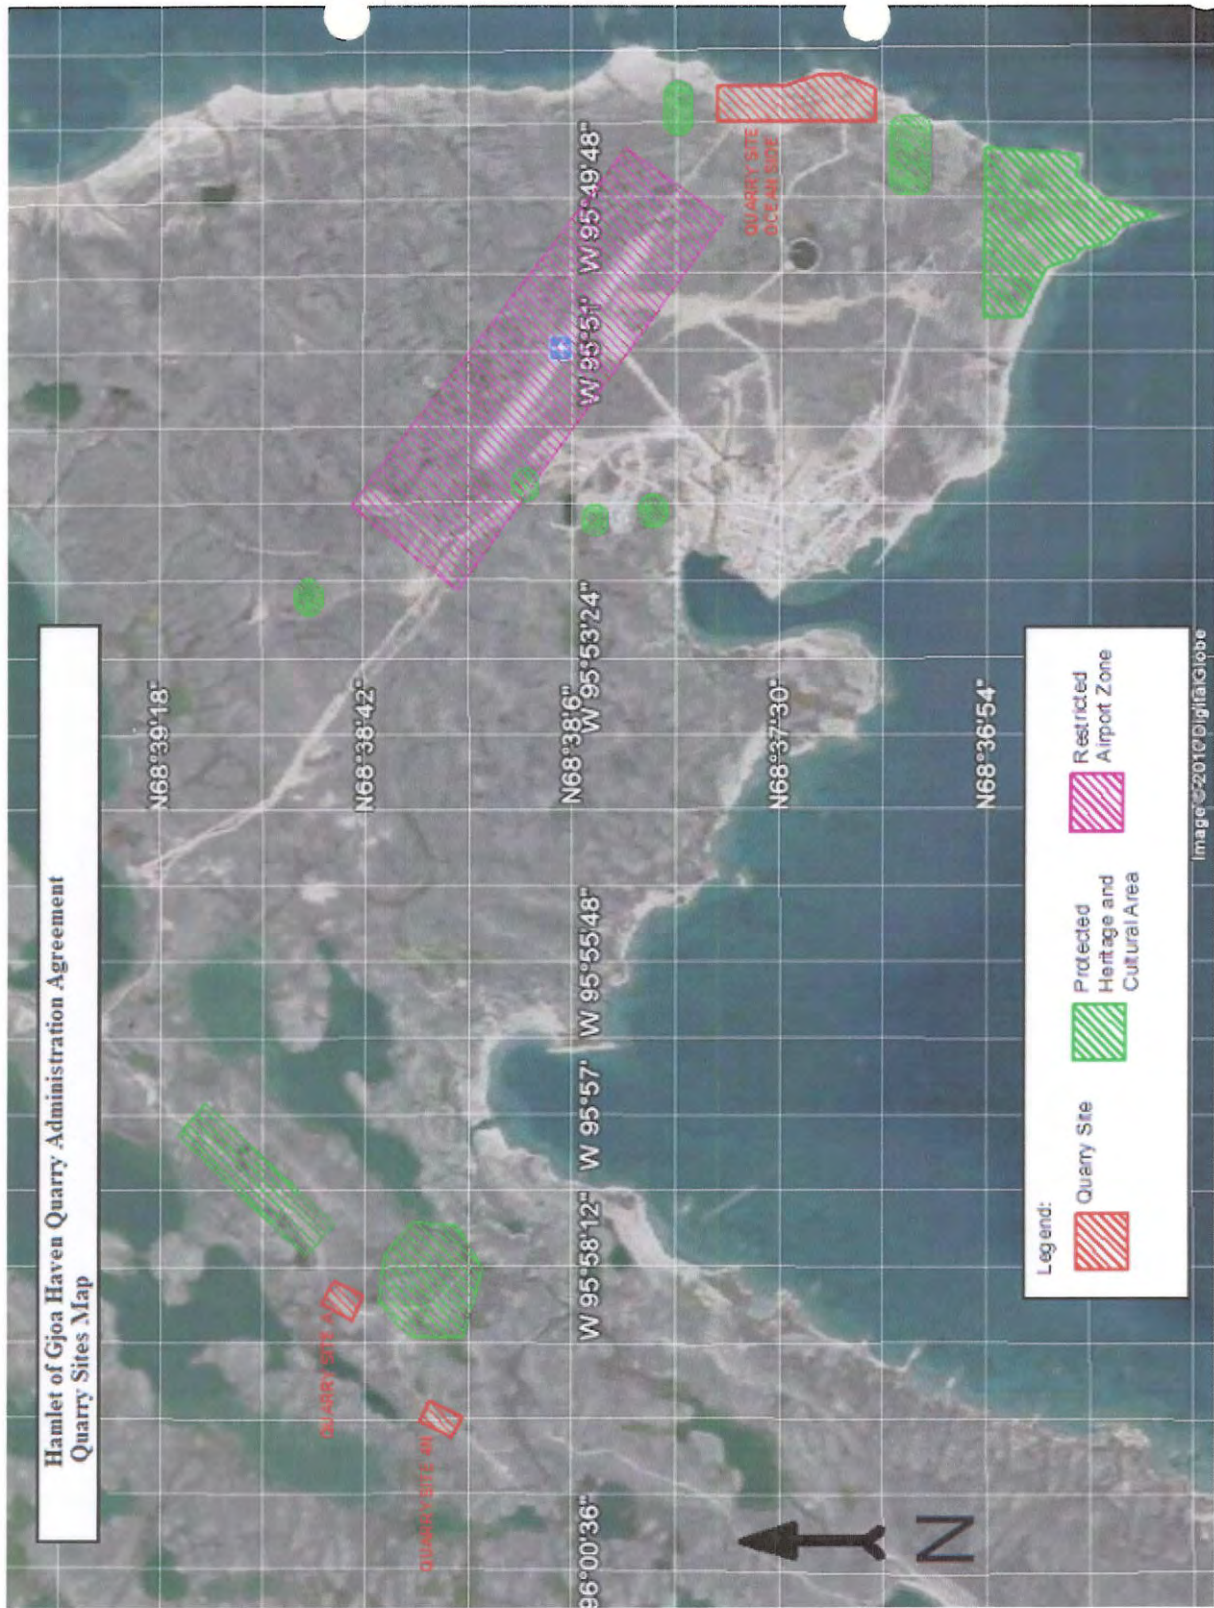 Hamlet of Gjoa Haven Quarry Administration Agreement
Quarry Sites Map
N68°39'18"
N68°38'42"
N68°38'6"
N68°37'30"
N68°36'54"
96°00'36"
W 95°58'12"
W 95°57'
W 95°55'48"
W 95°53'24"
W 95°51'
W 95°49'48"
QUARRY SITE A
QUARRY SITE
OCEAN SIDE
N
Legend:
Quarry Site
Protected
Heritage and
Cultural Area
Restricted
Airport Zone
Image © 2010 DigitalGlobe